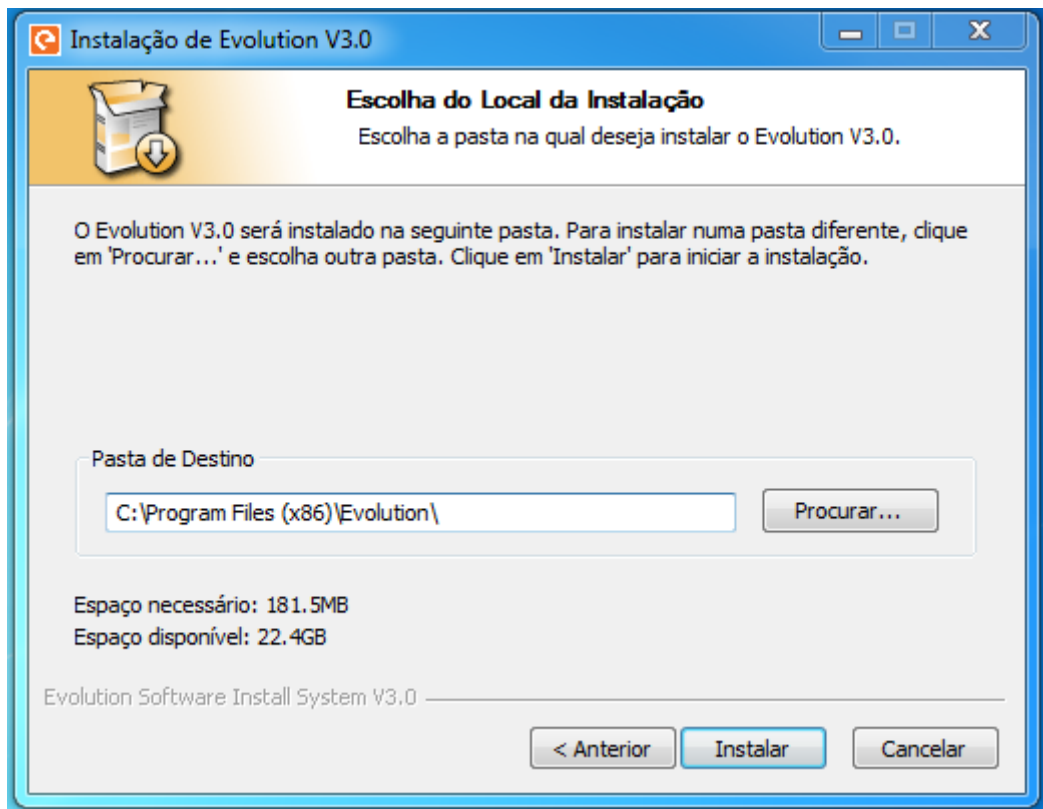 Instalação de Evolution V3.0
Escolha do Local da Instalação
Escolha a pasta na qual deseja instalar o Evolution V3.0.
O Evolution V3.0 será instalado na seguinte pasta. Para instalar numa pasta diferente, clique
em 'Procurar...' e escolha outra pasta. Clique em 'Instalar' para iniciar a instalação.
Pasta de Destino
C:\Program Files (x86)\Evolution\
Procurar...
Espaço necessário: 181.5MB
Espaço disponível: 22.4GB
Evolution Software Install System V3.0
< Anterior
Instalar
Cancelar